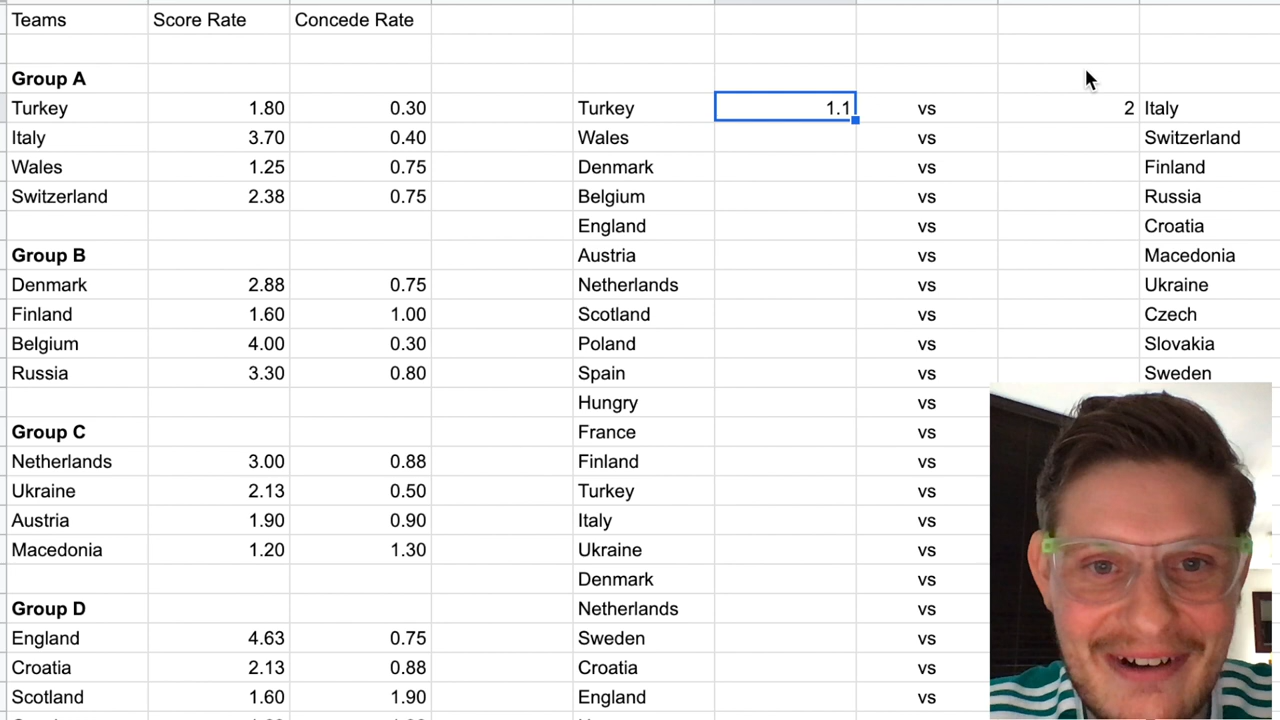 Teams Score Rate Concede Rate
Group A
Turkey 1.80 0.30 Turkey 1.1 vs 2 Italy
Italy 3.70 0.40 Wales vs Switzerland
Wales 1.25 0.75 Denmark vs Finland
Switzerland 2.38 0.75 Belgium vs Russia
England vs Croatia
Group B Austria vs Macedonia
Denmark 2.88 0.75 Netherlands vs Ukraine
Finland 1.60 1.00 Scotland vs Czech
Belgium 4.00 0.30 Poland vs Slovakia
Russia 3.30 0.80 Spain vs Sweden
Hungry vs
Group C France vs
Netherlands 3.00 0.88 Finland vs
Ukraine 2.13 0.50 Turkey vs
Austria 1.90 0.90 Italy vs
Macedonia 1.20 1.30 Ukraine vs
Denmark vs
Group D Netherlands vs
England 4.63 0.75 Sweden vs
Croatia 2.13 0.88 Croatia vs
Scotland 1.60 1.90 England vs